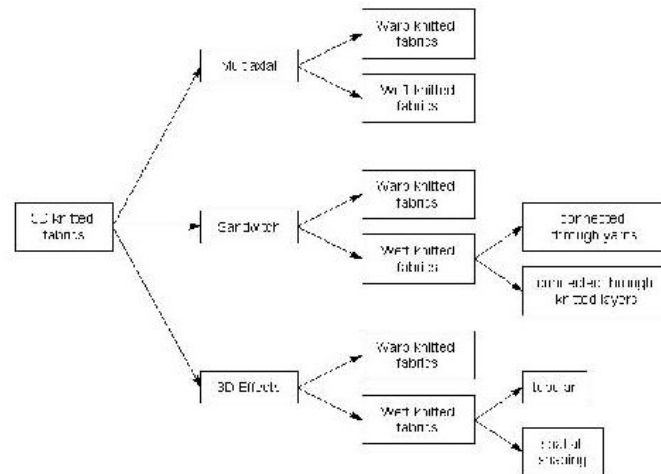 Warp knitted
fabrics
Multiaxial
Weft knitted
fabrics
Warp knitted
fabrics
3D knitted
fabrics
Sandwitch
Weft knitted
fabrics
connected
through yarns
connected through
knitted layers
Warp knitted
fabrics
3D Effects
Weft knitted
fabrics
tubular
spatial
shaping